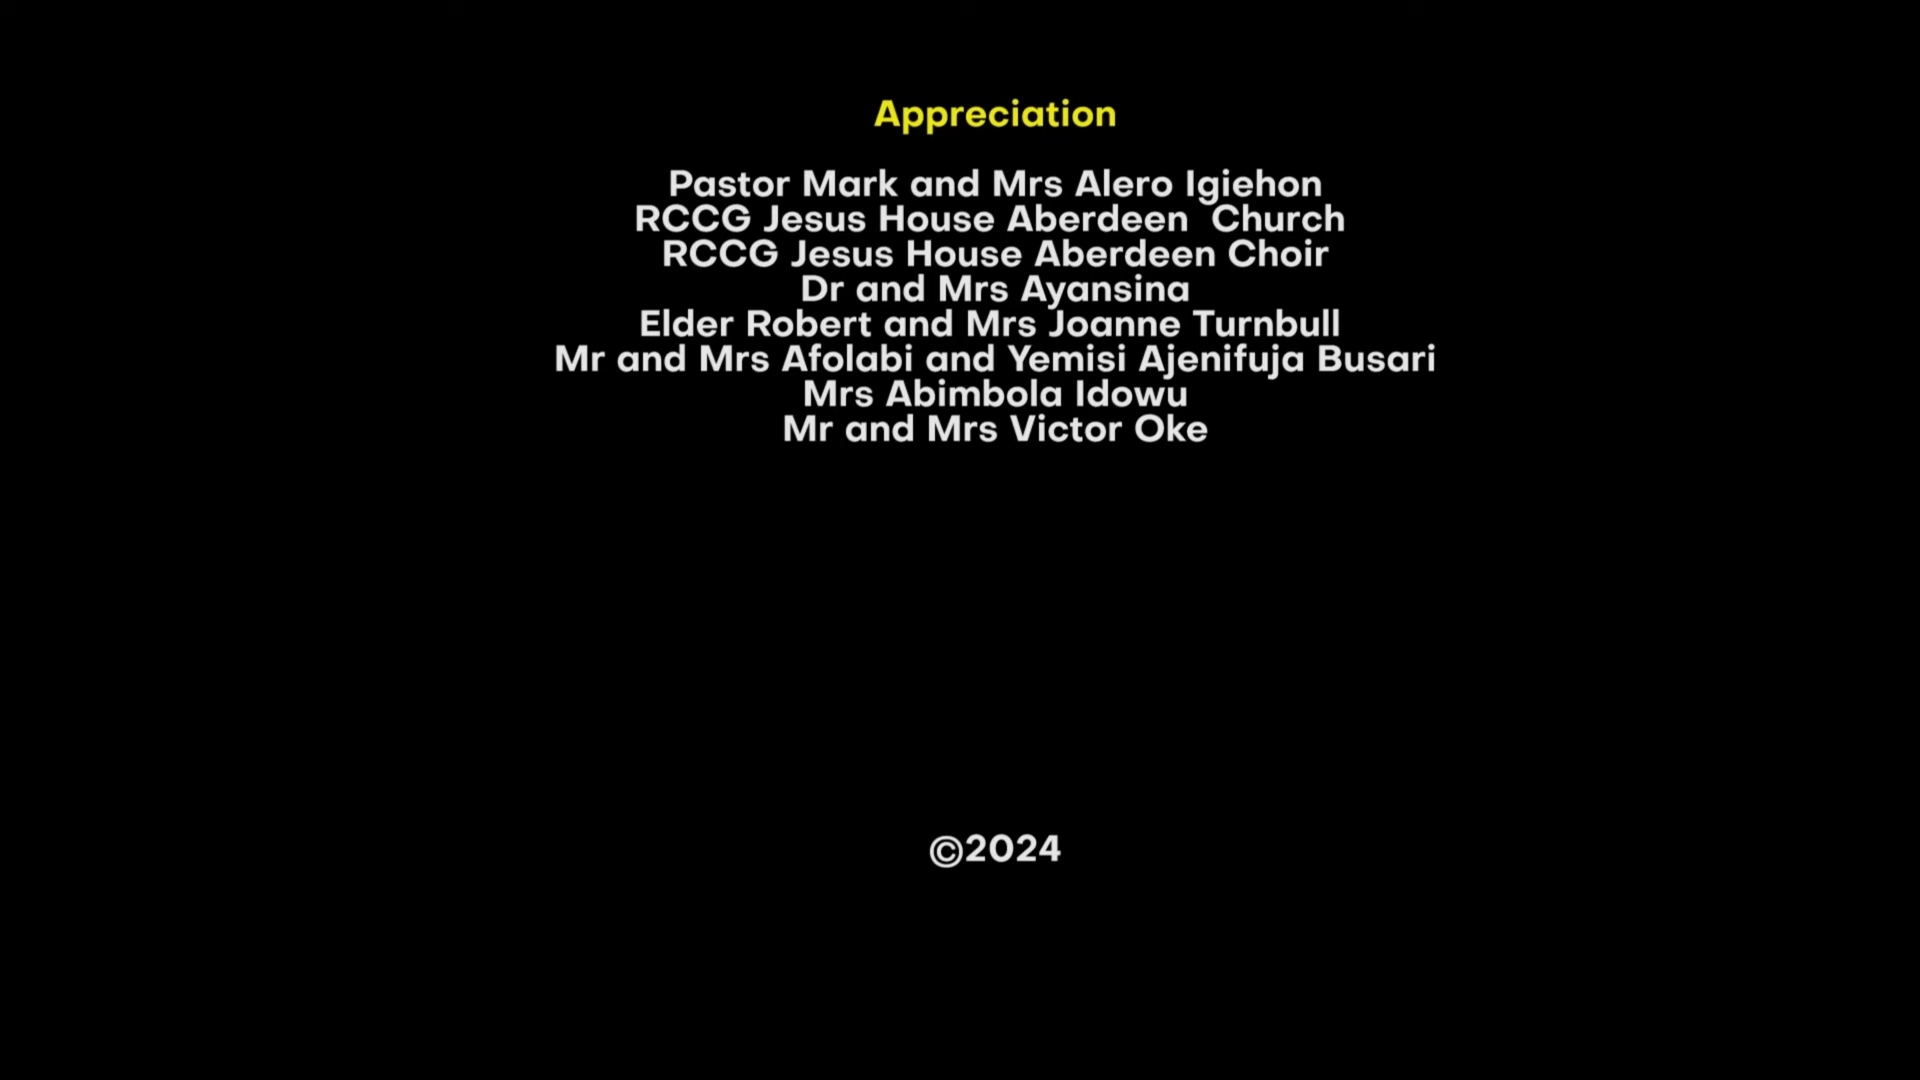 Appreciation
Pastor Mark and Mrs Alero Igiehon
RCCG Jesus House Aberdeen  Church
RCCG Jesus House Aberdeen Choir
Dr and Mrs Ayansina
Elder Robert and Mrs Joanne Turnbull
Mr and Mrs Afolabi and Yemisi Ajenifuja Busari
Mrs Abimbola Idowu
Mr and Mrs Victor Oke
©2024